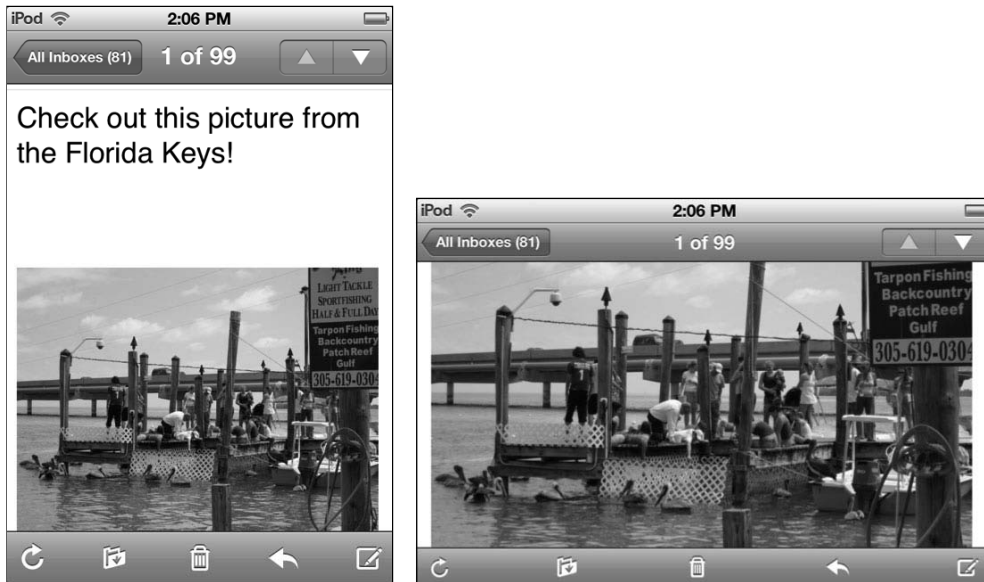 iPod 2:06 PM
All Inboxes (81) 1 of 99
Check out this picture from
the Florida Keys!
LIGHT TACKLE
SPORTFISHING
HALF & FULL DAY
Tarpon Fishing
Backcountry
Patch Reef
Gulf
305-619-0304
iPod 2:06 PM
All Inboxes (81) 1 of 99
Tarpon Fishing
Backcountry
Patch Reef
Gulf
305-619-0304